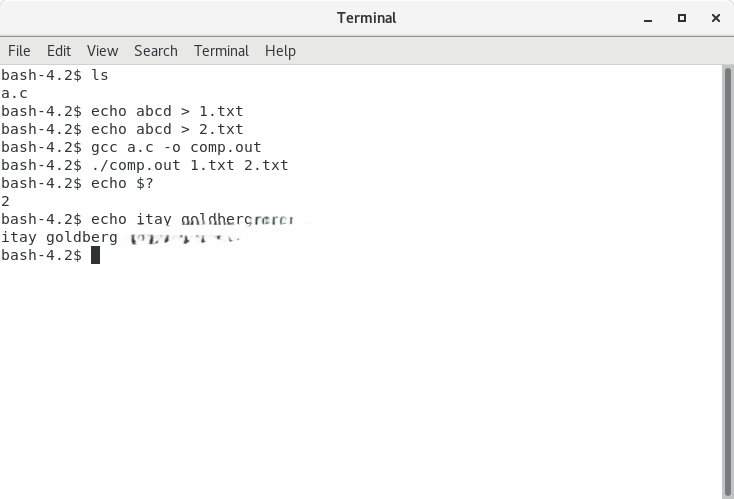 Terminal
File Edit View Search Terminal Help
bash-4.2$ ls
a.c
bash-4.2$ echo abcd > 1.txt
bash-4.2$ echo abcd > 2.txt
bash-4.2$ gcc a.c -o comp.out
bash-4.2$ ./comp.out 1.txt 2.txt
bash-4.2$ echo $?
2
bash-4.2$ echo itay goldberg
itay goldberg
bash-4.2$